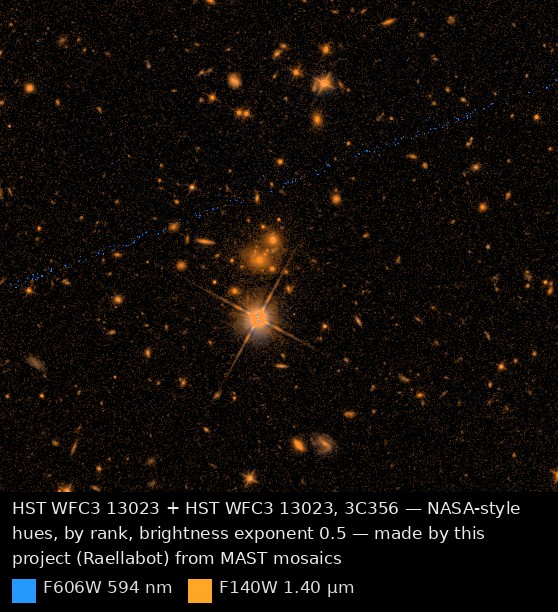 HST WFC3 13023 + HST WFC3 13023, 3C356 — NASA-style
hues, by rank, brightness exponent 0.5 — made by this
project (Raellabot) from MAST mosaics
F606W 594 nm F140W 1.40 µm